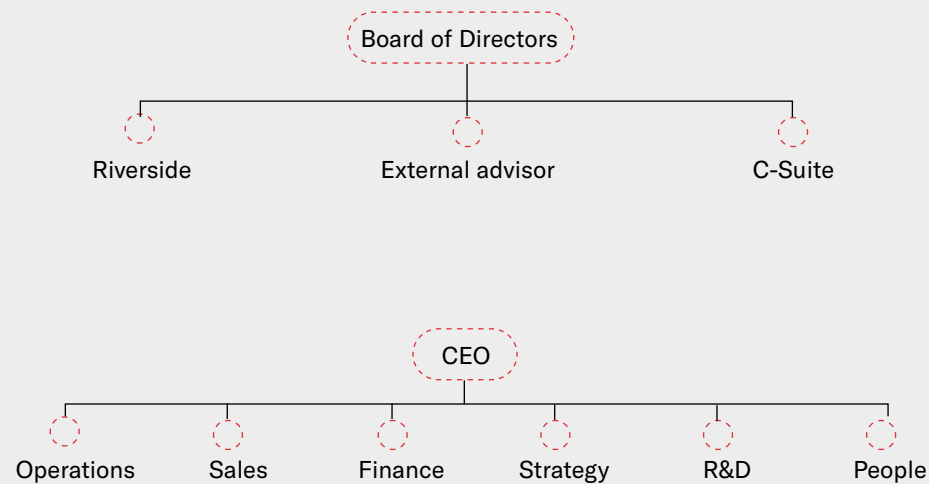 Board of Directors
Riverside
External advisor
C-Suite
CEO
Operations
Sales
Finance
Strategy
R&D
People